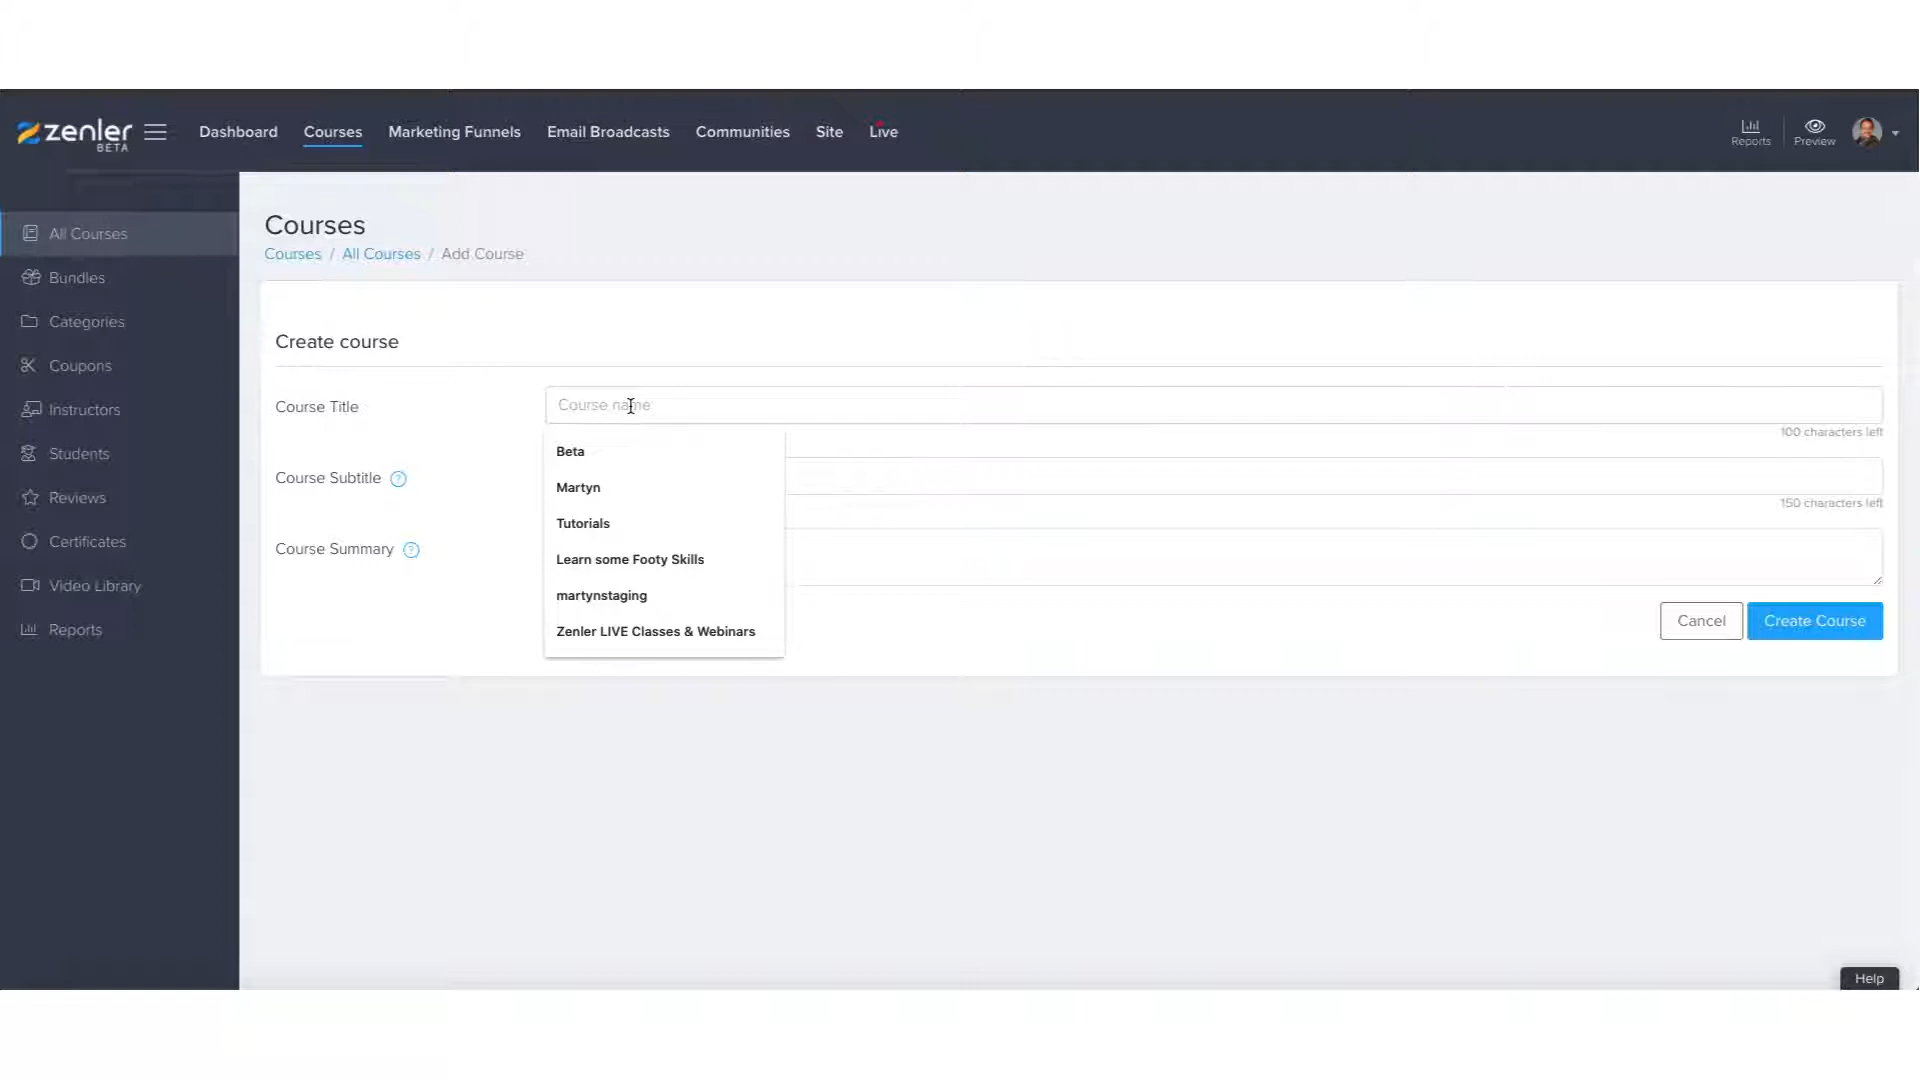 zenler
BETA
Dashboard
Courses
Marketing Funnels
Email Broadcasts
Communities
Site
Live
Reports
Preview
All Courses
Bundles
Categories
Coupons
Instructors
Students
Reviews
Certificates
Video Library
Reports
Courses
Courses / All Courses / Add Course
Create course
Course Title
Course name
100 characters left
Beta
Martyn
Tutorials
Learn some Footy Skills
martynstaging
Zenler LIVE Classes & Webinars
Course Subtitle ?
150 characters left
Course Summary ?
Cancel
Create Course
Help